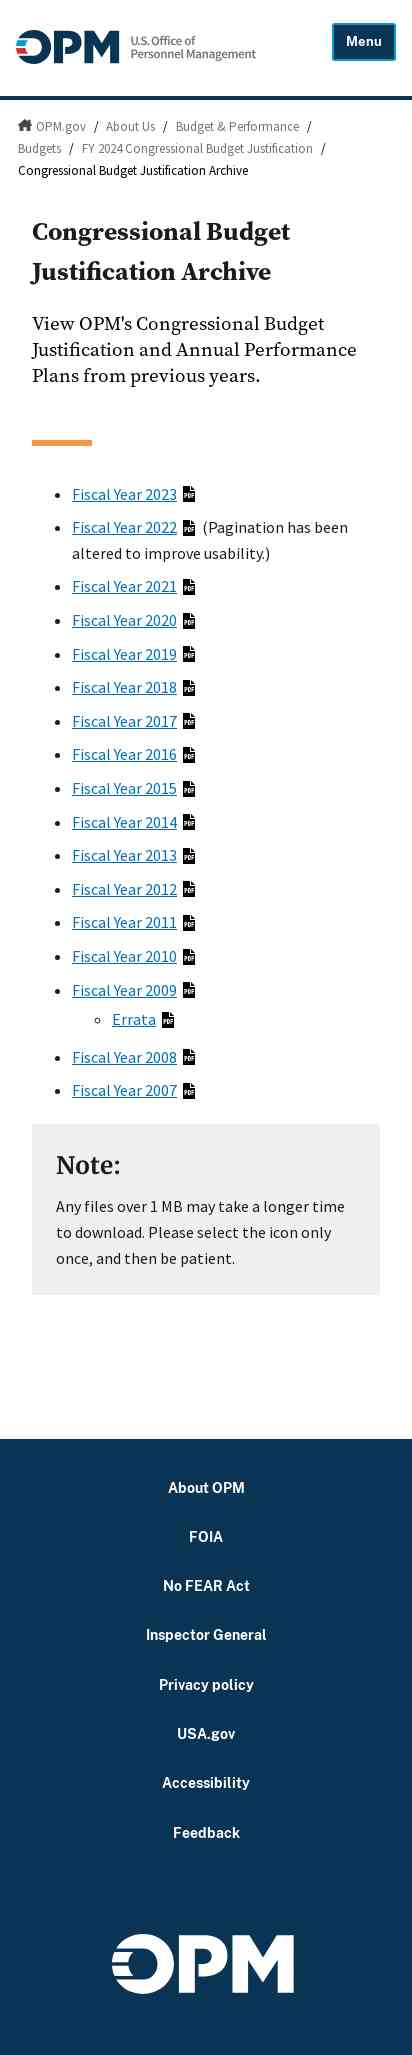 OPM U.S. Office of
Personnel Management
Menu
OPM.gov / About Us / Budget & Performance /
Budgets / FY 2024 Congressional Budget Justification /
Congressional Budget Justification Archive
Congressional Budget
Justification Archive
View OPM's Congressional Budget
Justification and Annual Performance
Plans from previous years.
Fiscal Year 2023 PDF
Fiscal Year 2022 PDF (Pagination has been
altered to improve usability.)
Fiscal Year 2021 PDF
Fiscal Year 2020 PDF
Fiscal Year 2019 PDF
Fiscal Year 2018 PDF
Fiscal Year 2017 PDF
Fiscal Year 2016 PDF
Fiscal Year 2015 PDF
Fiscal Year 2014 PDF
Fiscal Year 2013 PDF
Fiscal Year 2012 PDF
Fiscal Year 2011 PDF
Fiscal Year 2010 PDF
Fiscal Year 2009 PDF
Errata PDF
Fiscal Year 2008 PDF
Fiscal Year 2007 PDF
Note:
Any files over 1 MB may take a longer time
to download. Please select the icon only
once, and then be patient.
About OPM
FOIA
No FEAR Act
Inspector General
Privacy policy
USA.gov
Accessibility
Feedback
OPM